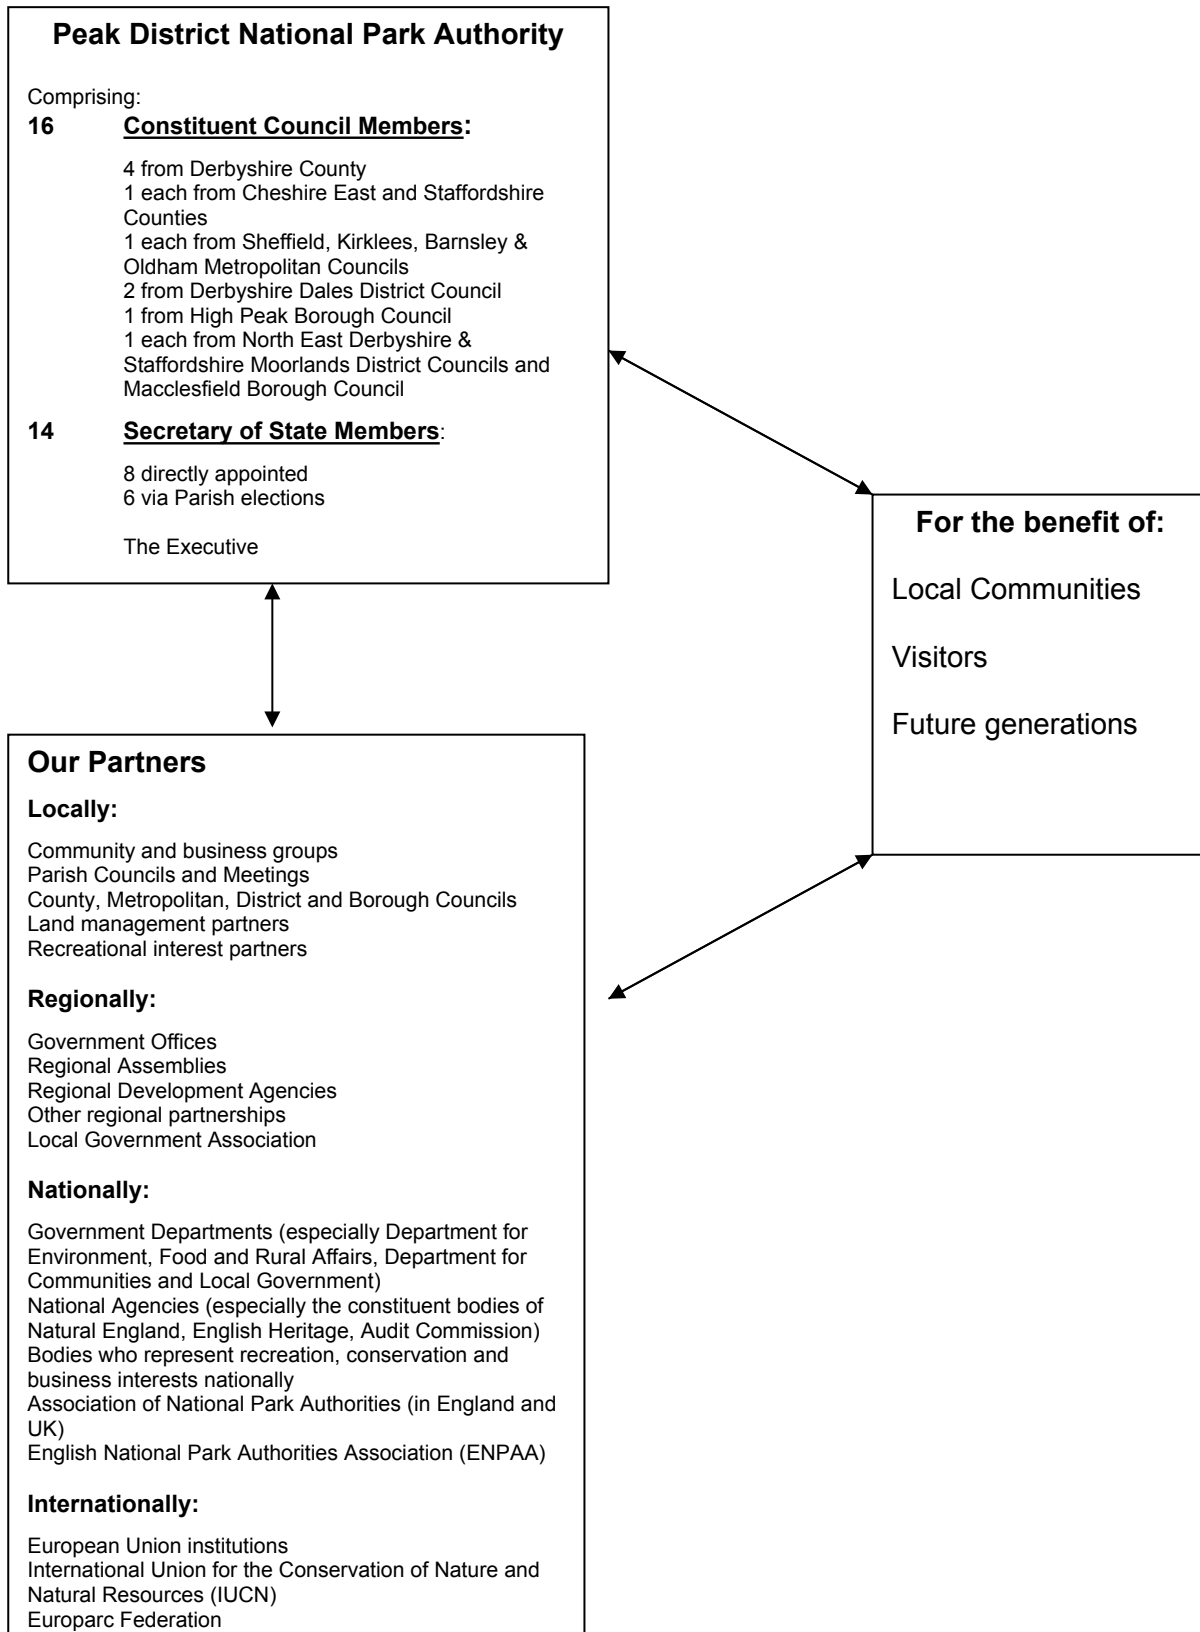 Peak District National Park Authority
Comprising:
16 Constituent Council Members:
4 from Derbyshire County
1 each from Cheshire East and Staffordshire
Counties
1 each from Sheffield, Kirklees, Barnsley &
Oldham Metropolitan Councils
2 from Derbyshire Dales District Council
1 from High Peak Borough Council
1 each from North East Derbyshire &
Staffordshire Moorlands District Councils and
Macclesfield Borough Council
14 Secretary of State Members:
8 directly appointed
6 via Parish elections
The Executive
For the benefit of:
Local Communities
Visitors
Future generations
Our Partners
Locally:
Community and business groups
Parish Councils and Meetings
County, Metropolitan, District and Borough Councils
Land management partners
Recreational interest partners
Regionally:
Government Offices
Regional Assemblies
Regional Development Agencies
Other regional partnerships
Local Government Association
Nationally:
Government Departments (especially Department for
Environment, Food and Rural Affairs, Department for
Communities and Local Government)
National Agencies (especially the constituent bodies of
Natural England, English Heritage, Audit Commission)
Bodies who represent recreation, conservation and
business interests nationally
Association of National Park Authorities (in England and
UK)
English National Park Authorities Association (ENPAA)
Internationally:
European Union institutions
International Union for the Conservation of Nature and
Natural Resources (IUCN)
Europarc Federation